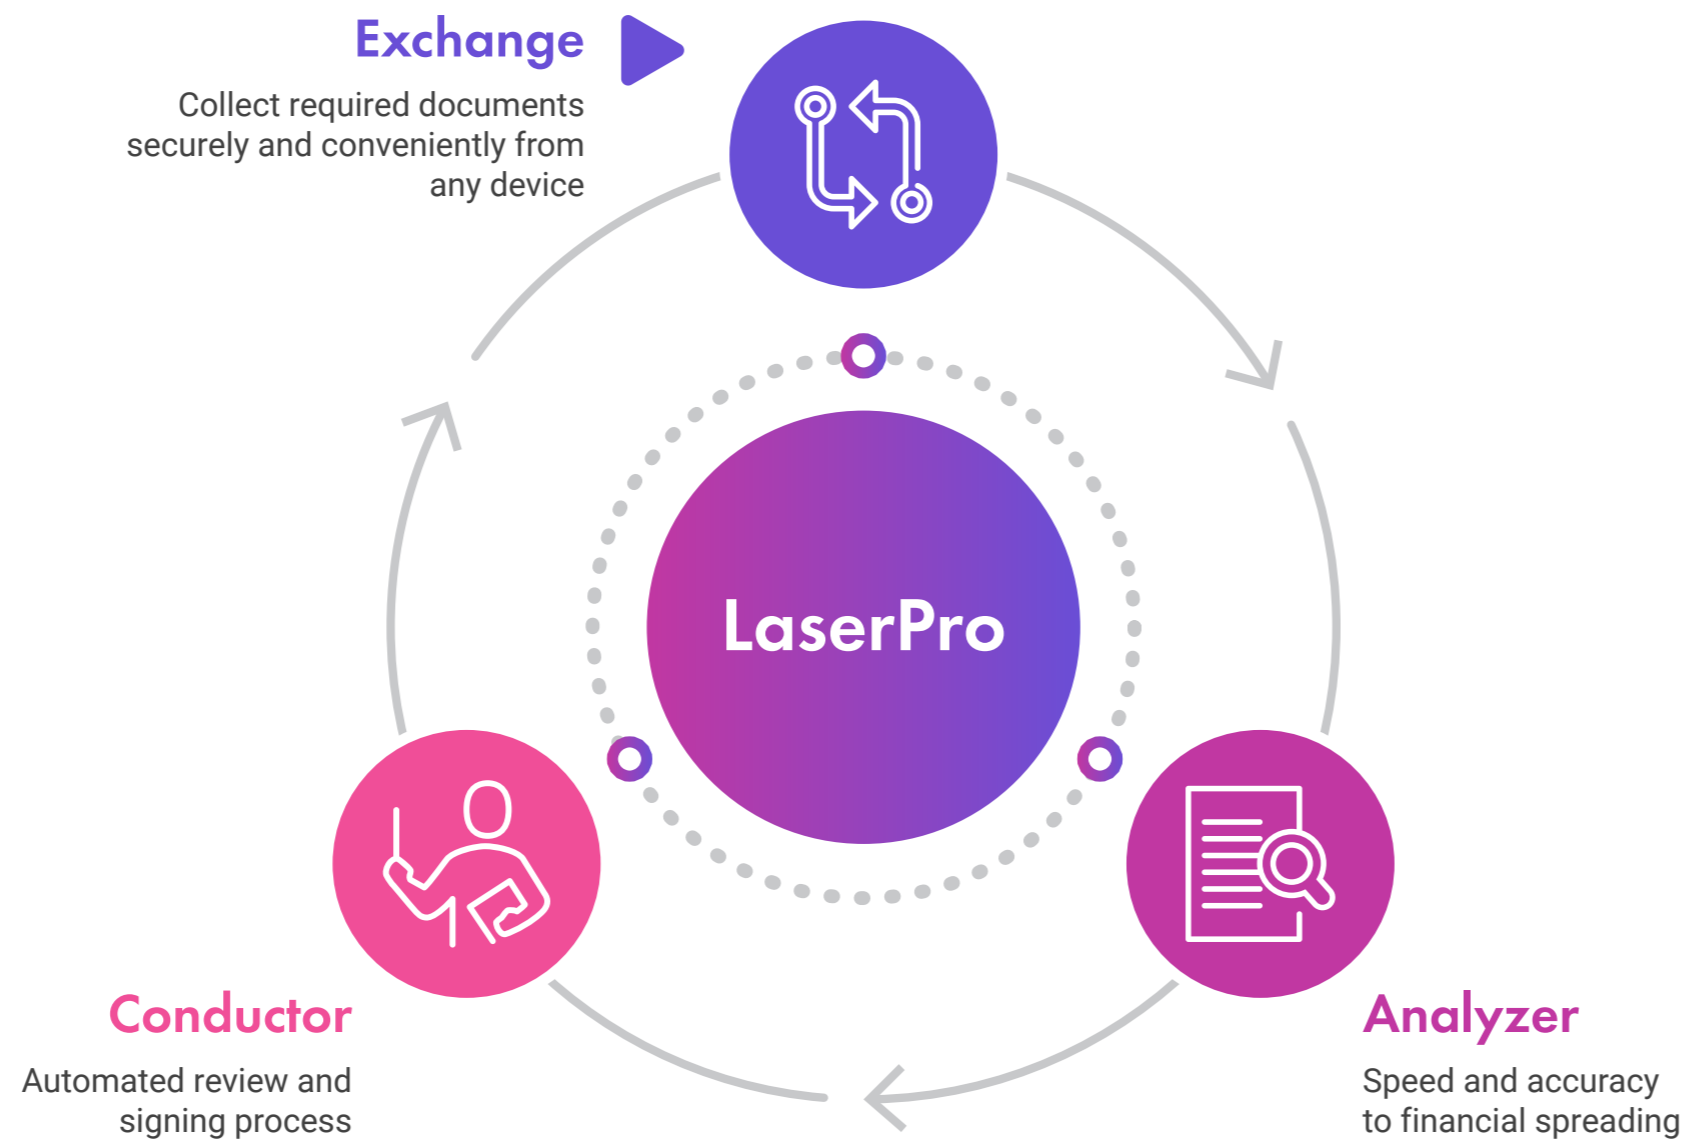 Exchange
Collect required documents
securely and conveniently from
any device
LaserPro
Conductor
Automated review and
signing process
Analyzer
Speed and accuracy
to financial spreading